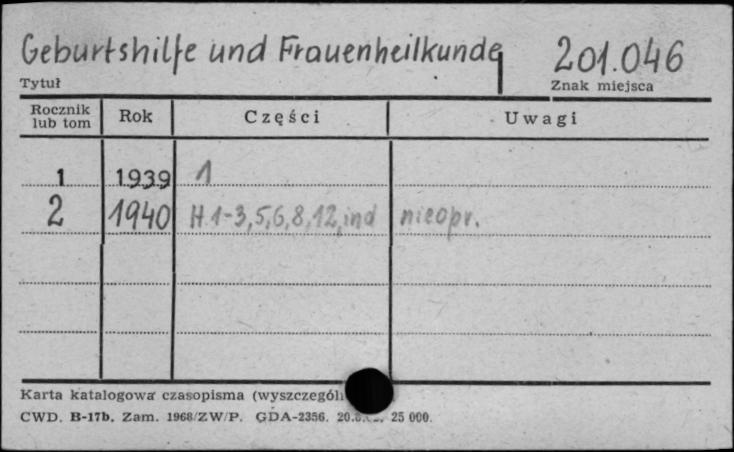 Geburtshilfe und Frauenheilkunde 201.046
Tytuł Znak miejsca
Rocznik lub tom Rok Części Uwagi
1 1939 1
2 1940 H 1-3,5,6,8,12,ind nieopr.
Karta katalogowa czasopisma
CWD. B-17b. Zam. 1968/ZW/P. GDA-2356. 25 000.